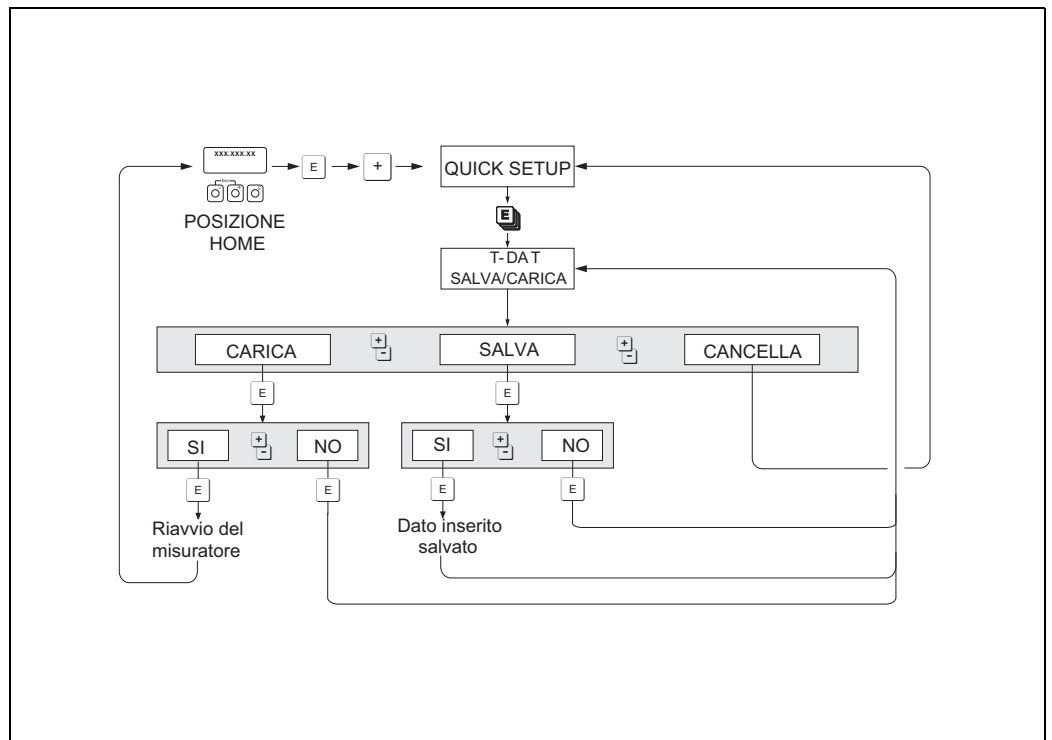 xxx.xxx.xx
Esc
E
+
QUICK SETUP
POSIZIONE
HOME
E
T-DAT
SALVA/CARICA
CARICA
+
-
SALVA
+
-
CANCELLA
E
E
SI
+
-
NO
SI
+
-
NO
E
E
E
E
Riavvio del
misuratore
Dato inserito
salvato